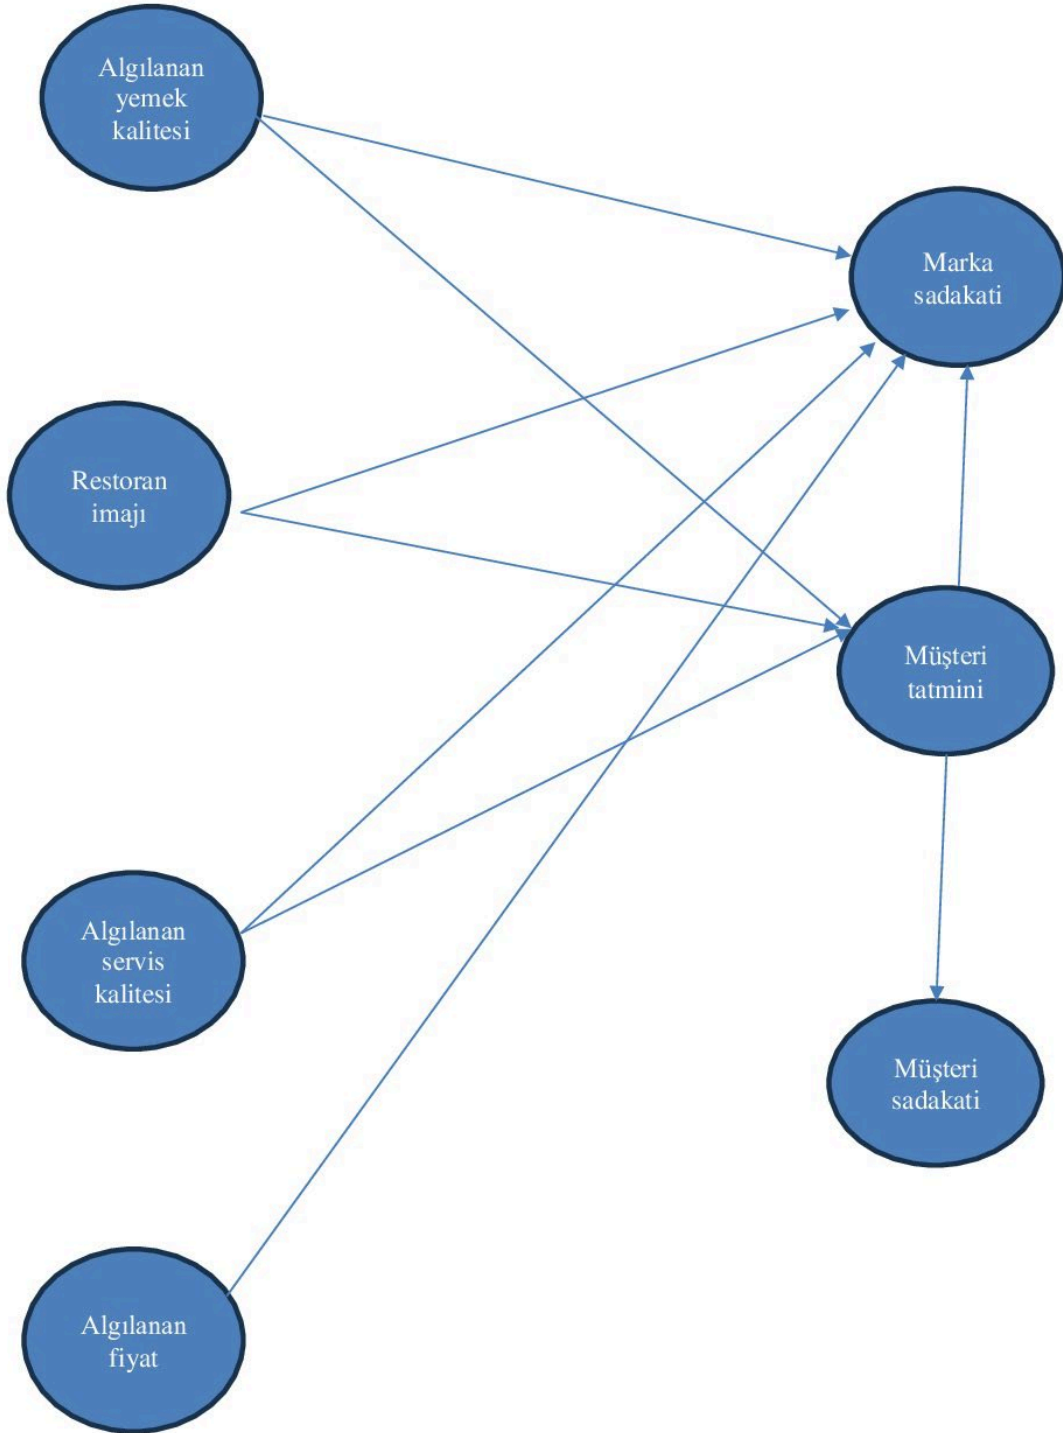 Algılanan
yemek
kalitesi
Marka
sadakati
Restoran
imajı
Müşteri
tatmini
Algılanan
servis
kalitesi
Müşteri
sadakati
Algılanan
fiyat